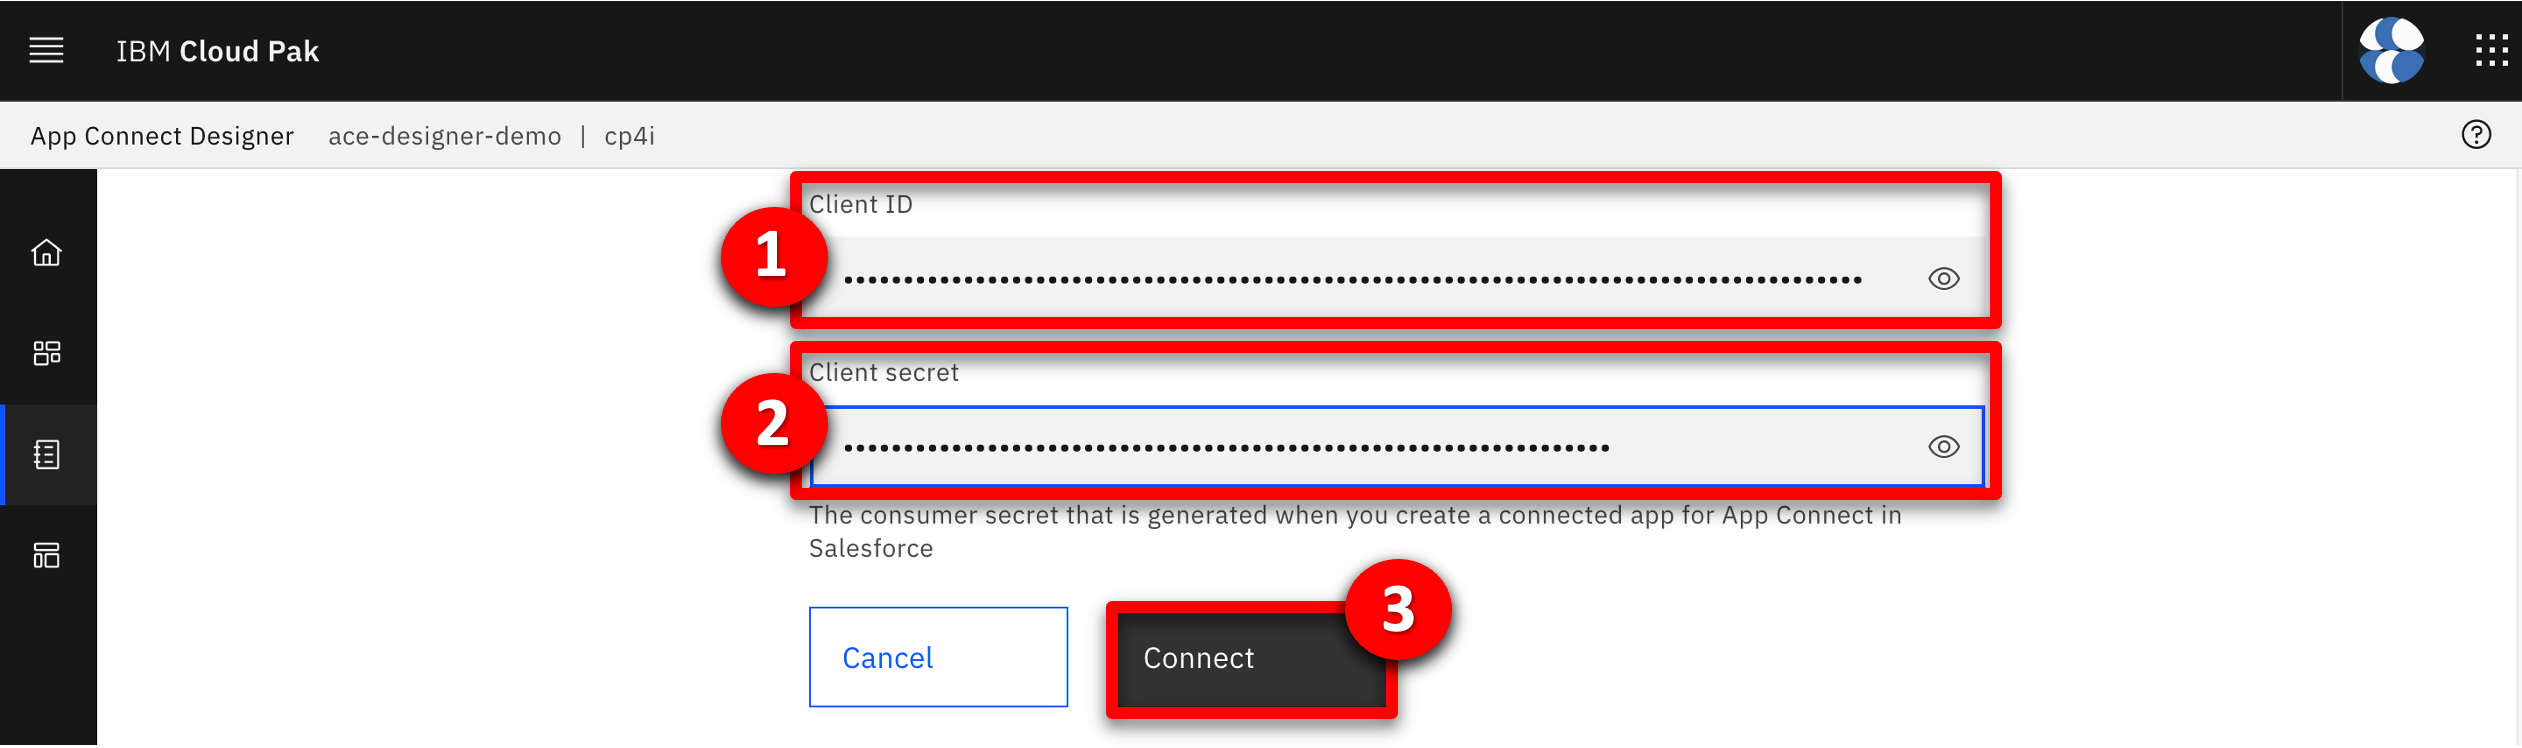 IBM Cloud Pak
App Connect Designer ace-designer-demo | cp4i
Client ID
1
Client secret
2
The consumer secret that is generated when you create a connected app for App Connect in
Salesforce
3
Cancel
Connect